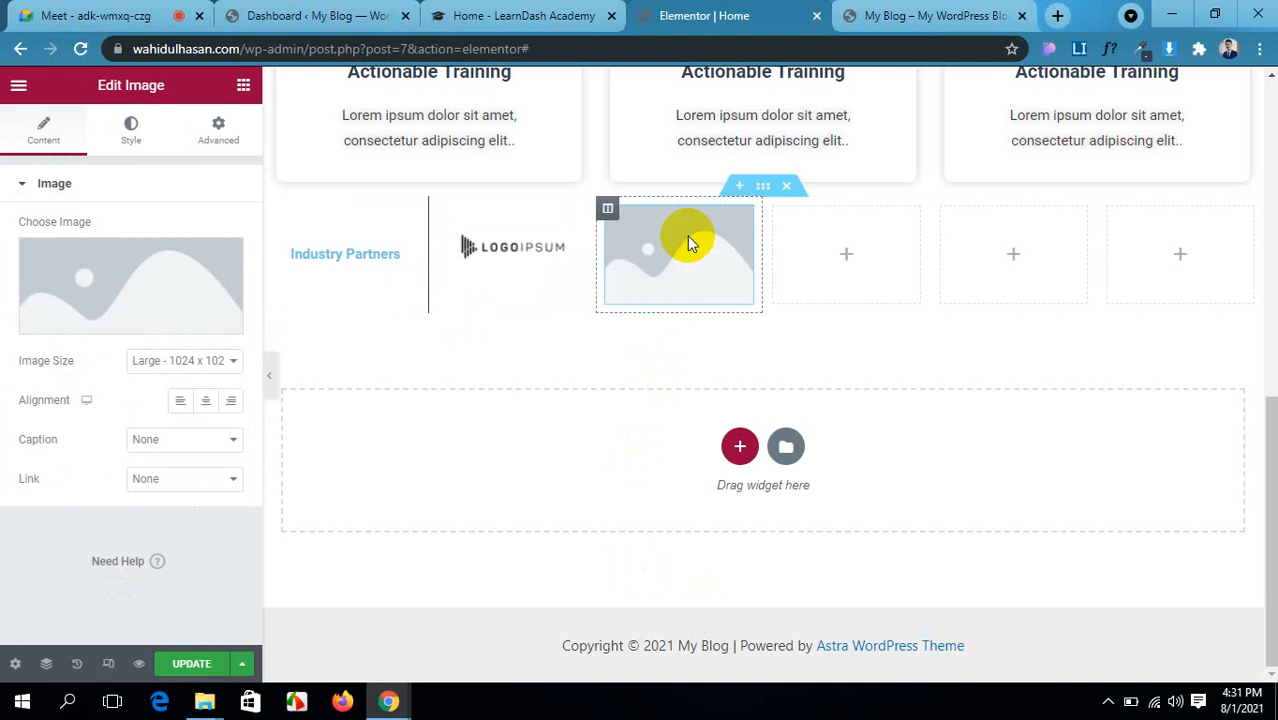 Meet - adk-wmxq-czg
Dashboard ‹ My Blog — Wor
Home - LearnDash Academy
Elementor | Home
My Blog – My WordPress Blo
wahidulhasan.com/wp-admin/post.php?post=7&action=elementor#
Edit Image
Content
Style
Advanced
Image
Choose Image
Image Size
Large - 1024 x 102
Alignment
Caption
None
Link
None
Need Help ?
UPDATE
Actionable Training
Actionable Training
Actionable Training
Lorem ipsum dolor sit amet,
consectetur adipiscing elit..
Lorem ipsum dolor sit amet,
consectetur adipiscing elit..
Lorem ipsum dolor sit amet,
consectetur adipiscing elit..
Industry Partners
LOGOIPSUM
Drag widget here
Copyright © 2021 My Blog | Powered by Astra WordPress Theme
4:31 PM
8/1/2021